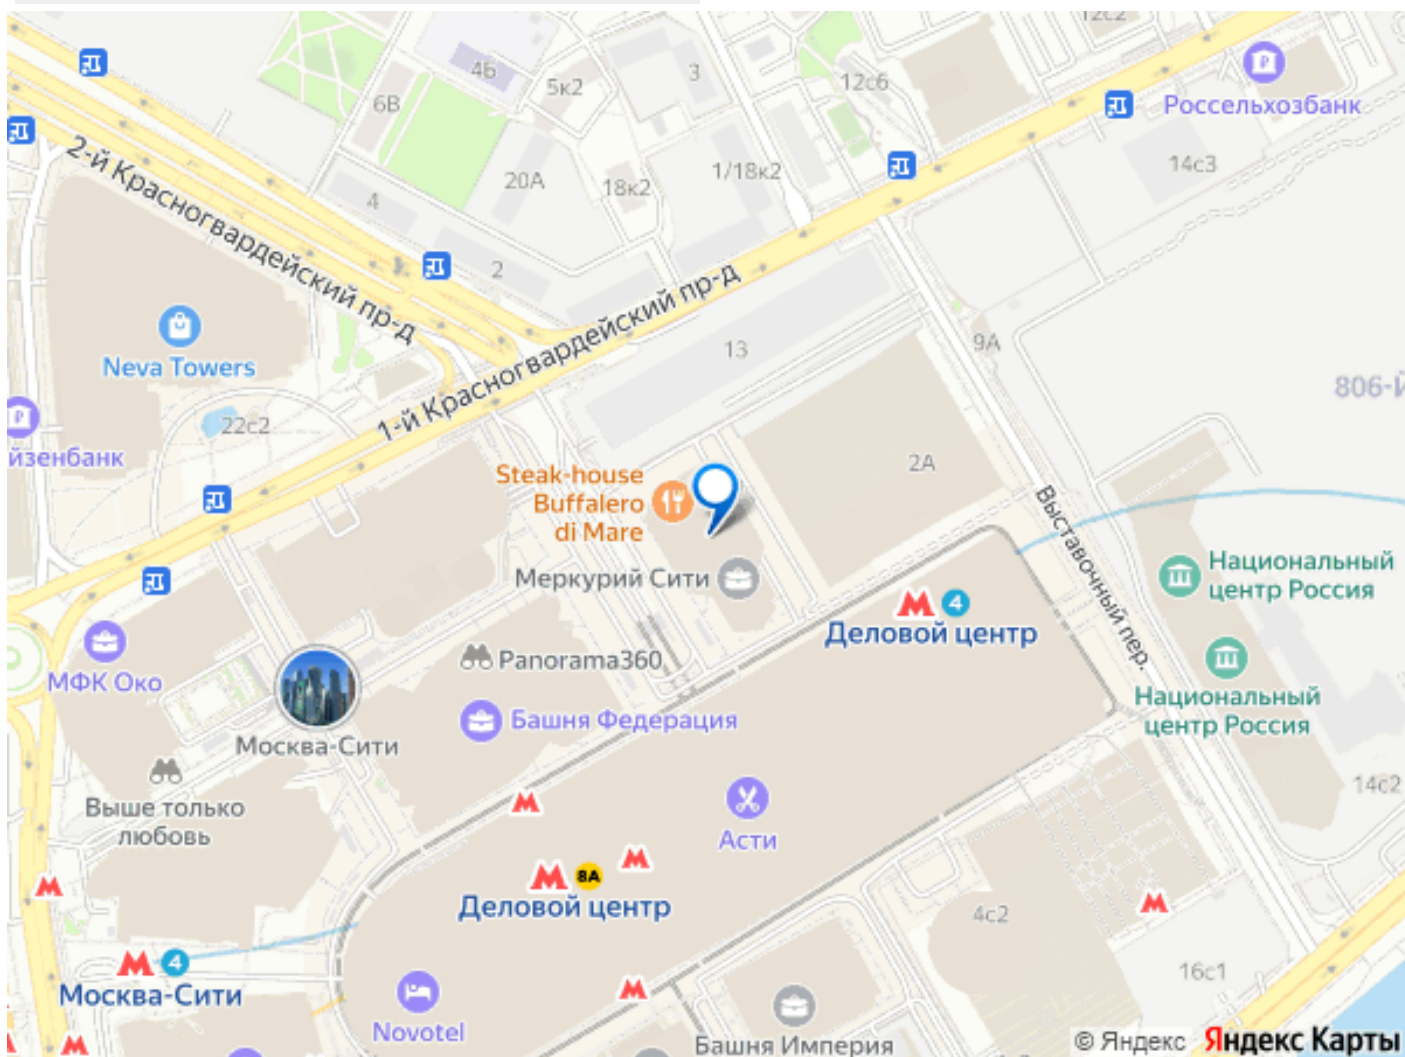 12с2
4Б
3
5к2
12с6
6В
Россельхозбанк
2-й Красногвардейский пр-д
20А
18к2
1/18к2
14с3
4
2
1-й Красногвардейский пр-д
13
9А
Neva Towers
806-Й
22с2
йзенбанк
Steak-house
Buffalero
di Mare
2А
Выставочный пер.
Меркурий Сити
Национальный
центр Россия
4
Деловой центр
Panorama360
МФК Око
Башня Федерация
Национальный
центр Россия
Москва-Сити
14с2
Выше только
любовь
Асти
8А
Деловой центр
4с2
4
Москва-Сити
16с1
Novotel
Башня Империя
© Яндекс Яндекс Карты